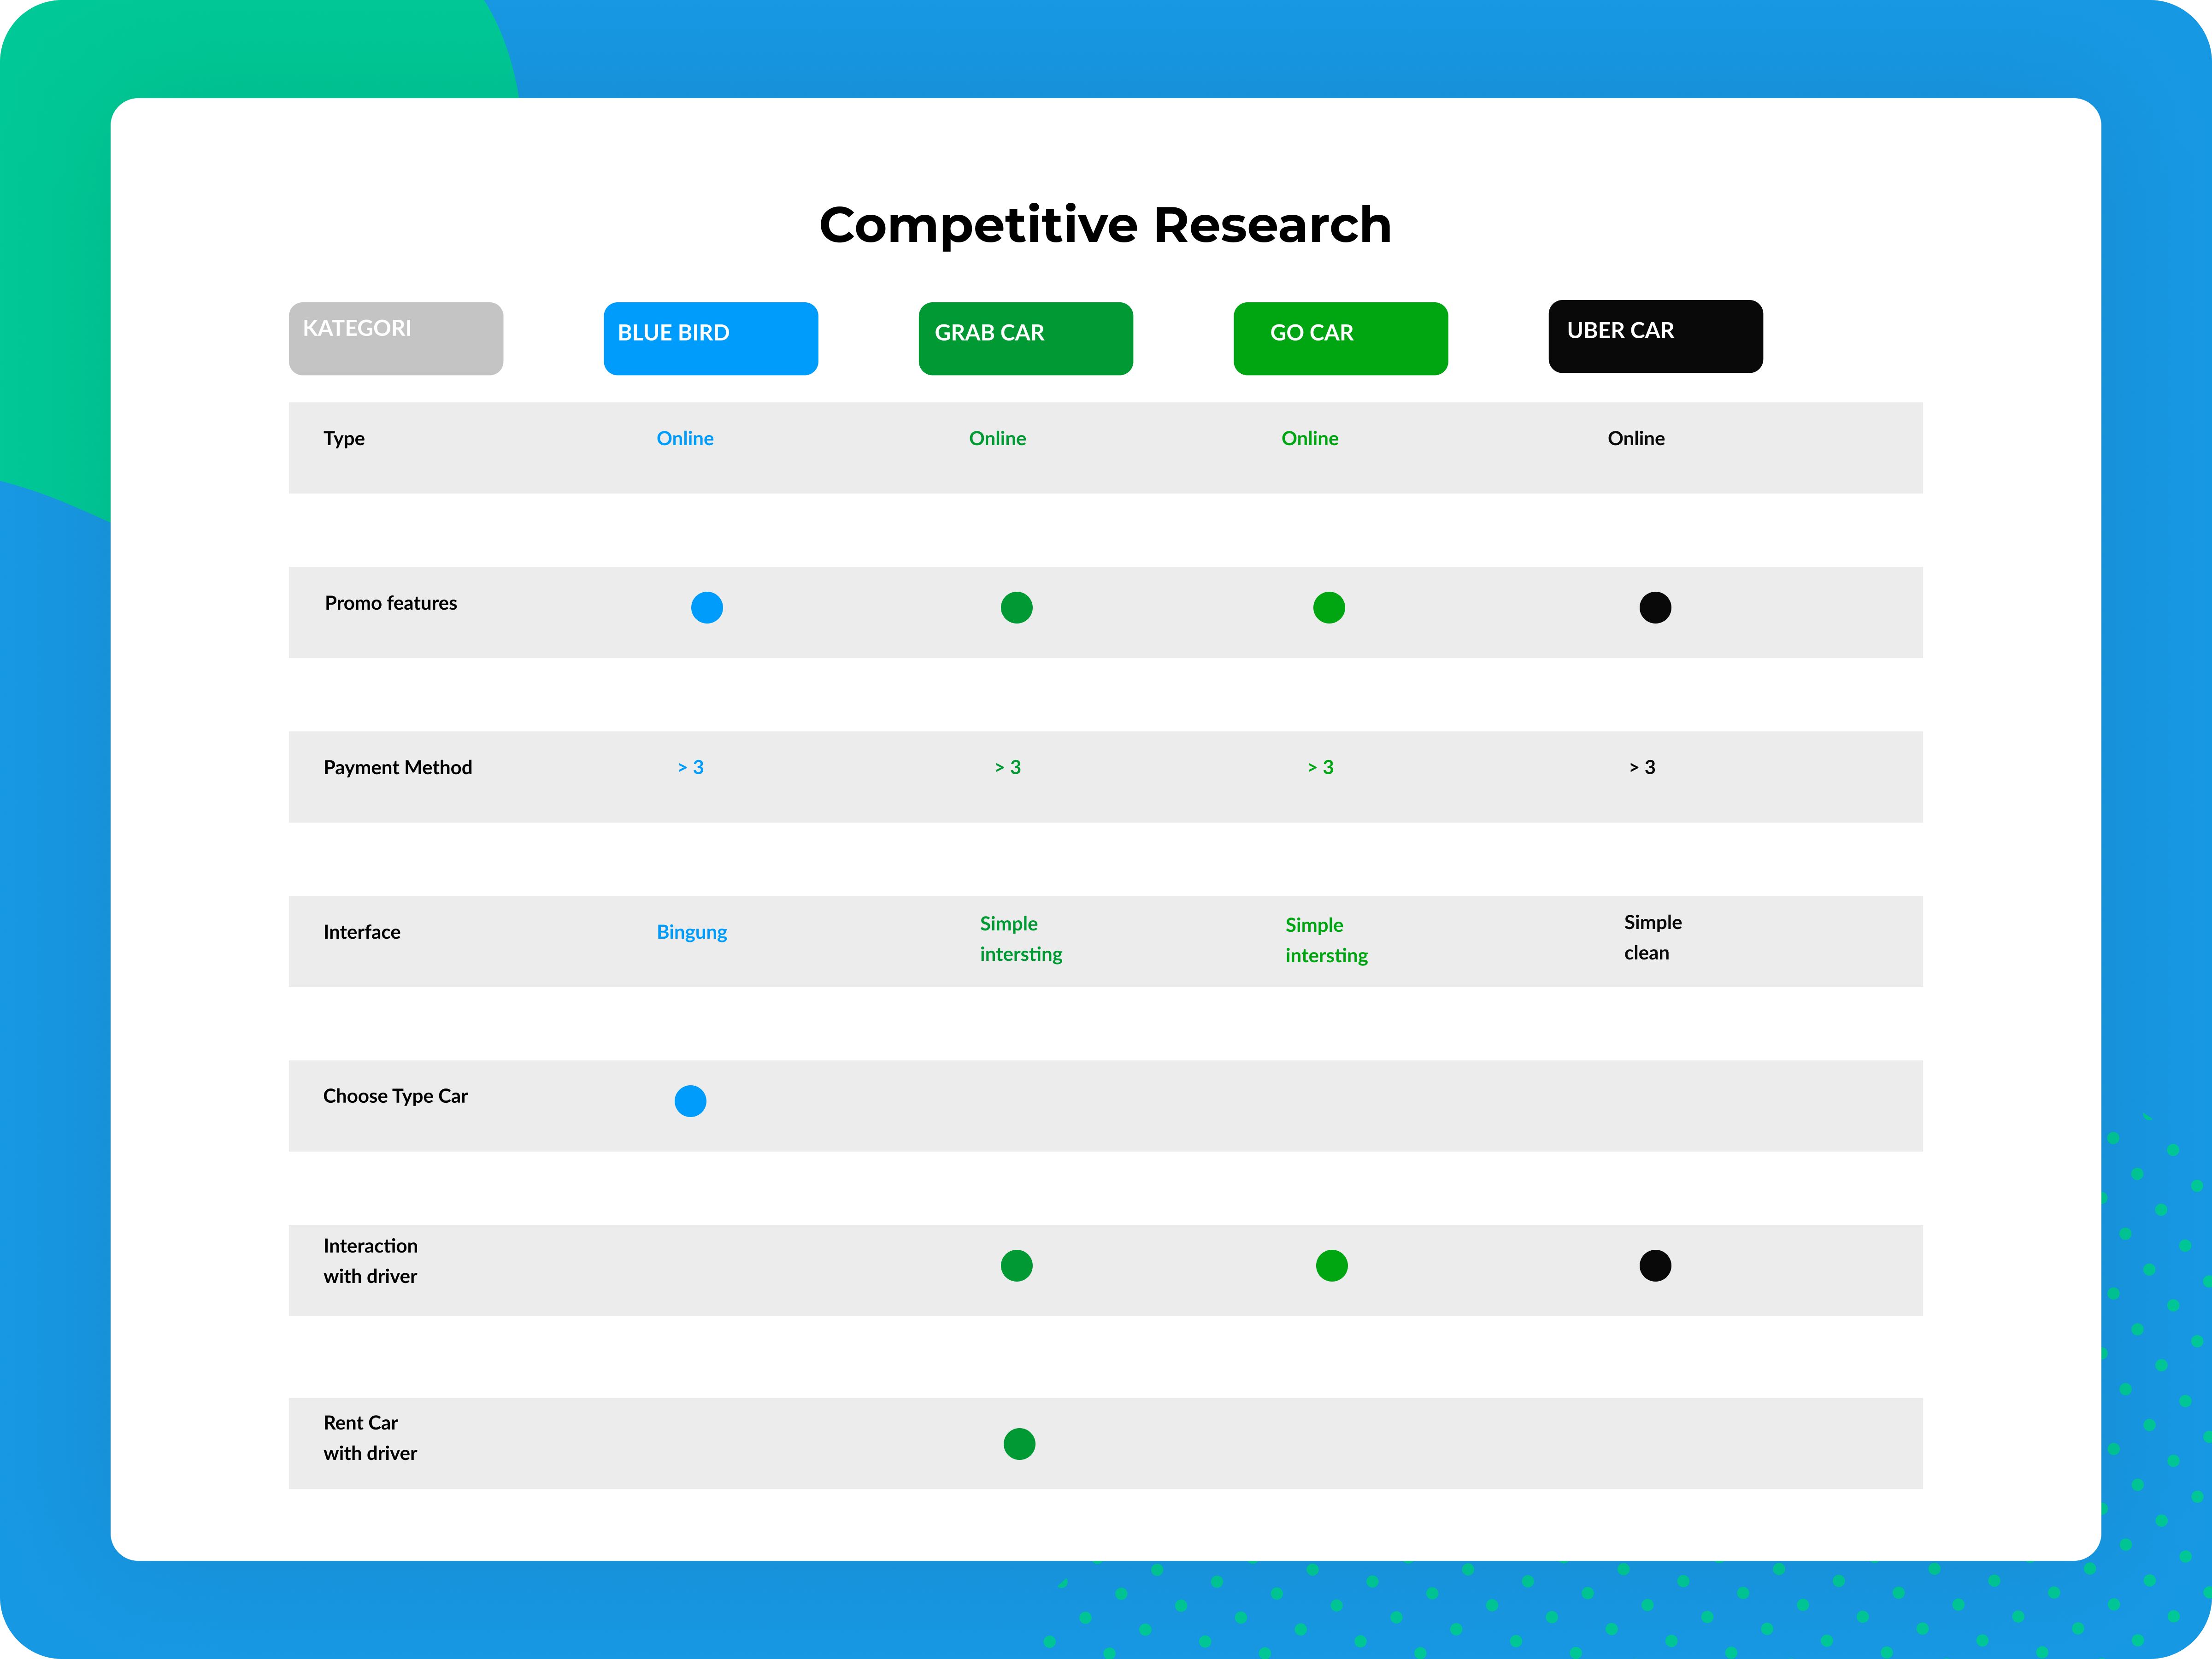 Competitive Research
KATEGORI BLUE BIRD GRAB CAR GO CAR UBER CAR
Type Online Online Online Online
Promo features
Payment Method > 3 > 3 > 3 > 3
Interface Bingung Simple Simple Simple
intersting intersting clean
Choose Type Car
Interaction
with driver
Rent Car
with driver